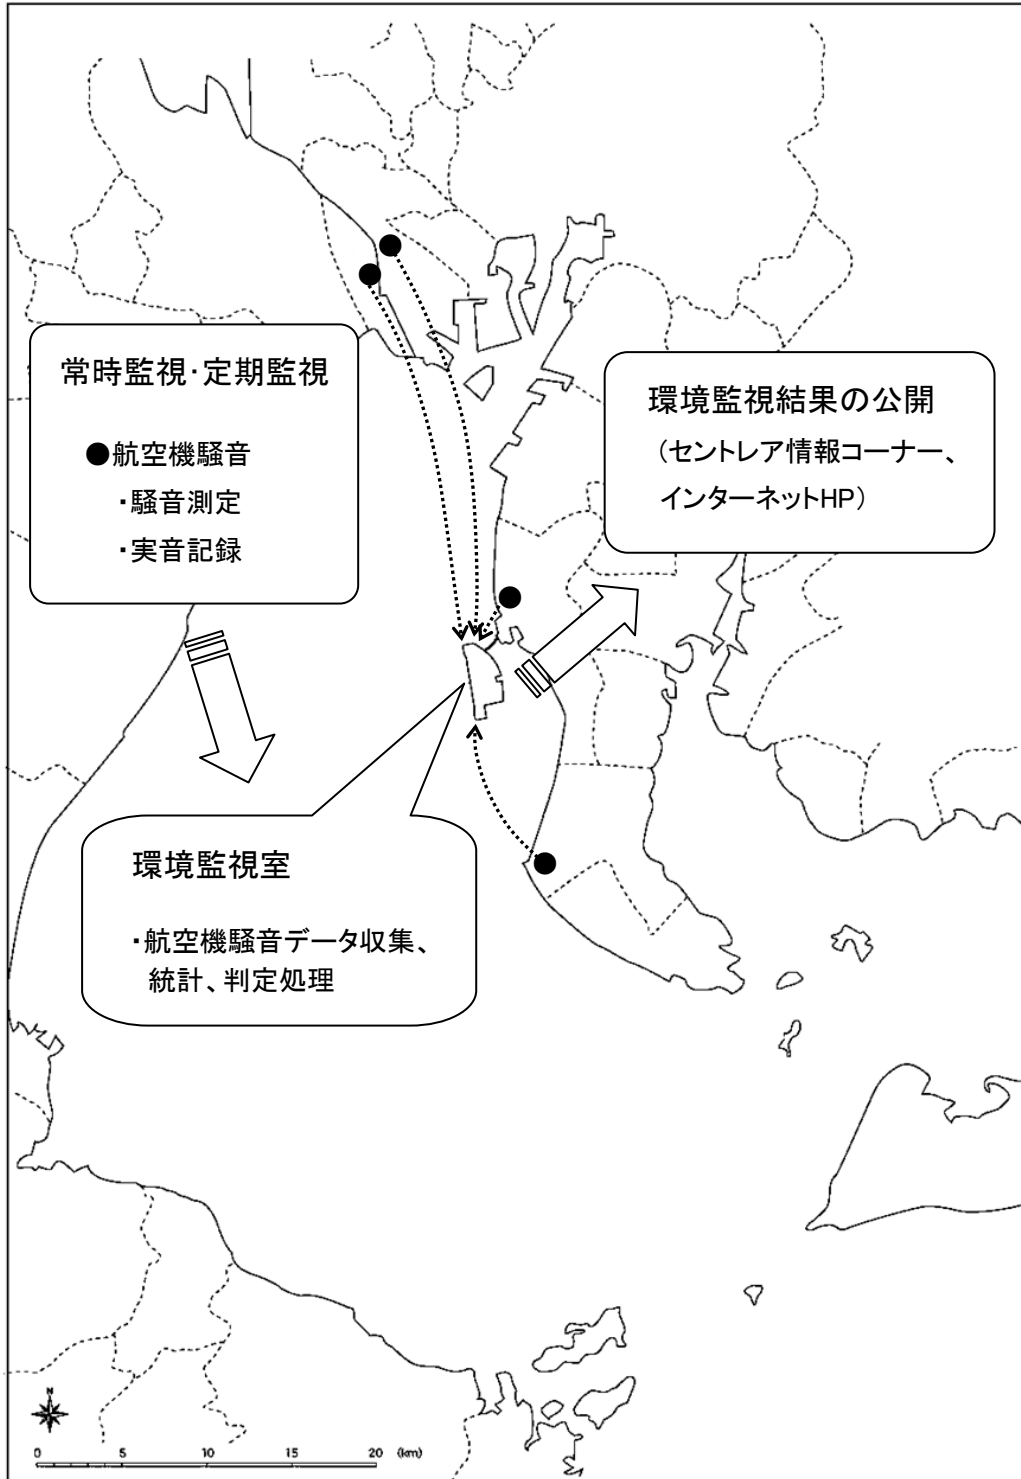 常時監視・定期監視
●航空機騒音
・騒音測定
・実音記録
環境監視結果の公開
（セントレア情報コーナー、
インターネットHP）
環境監視室
・航空機騒音データ収集、
統計、判定処理
N
0 5 10 15 20 (km)